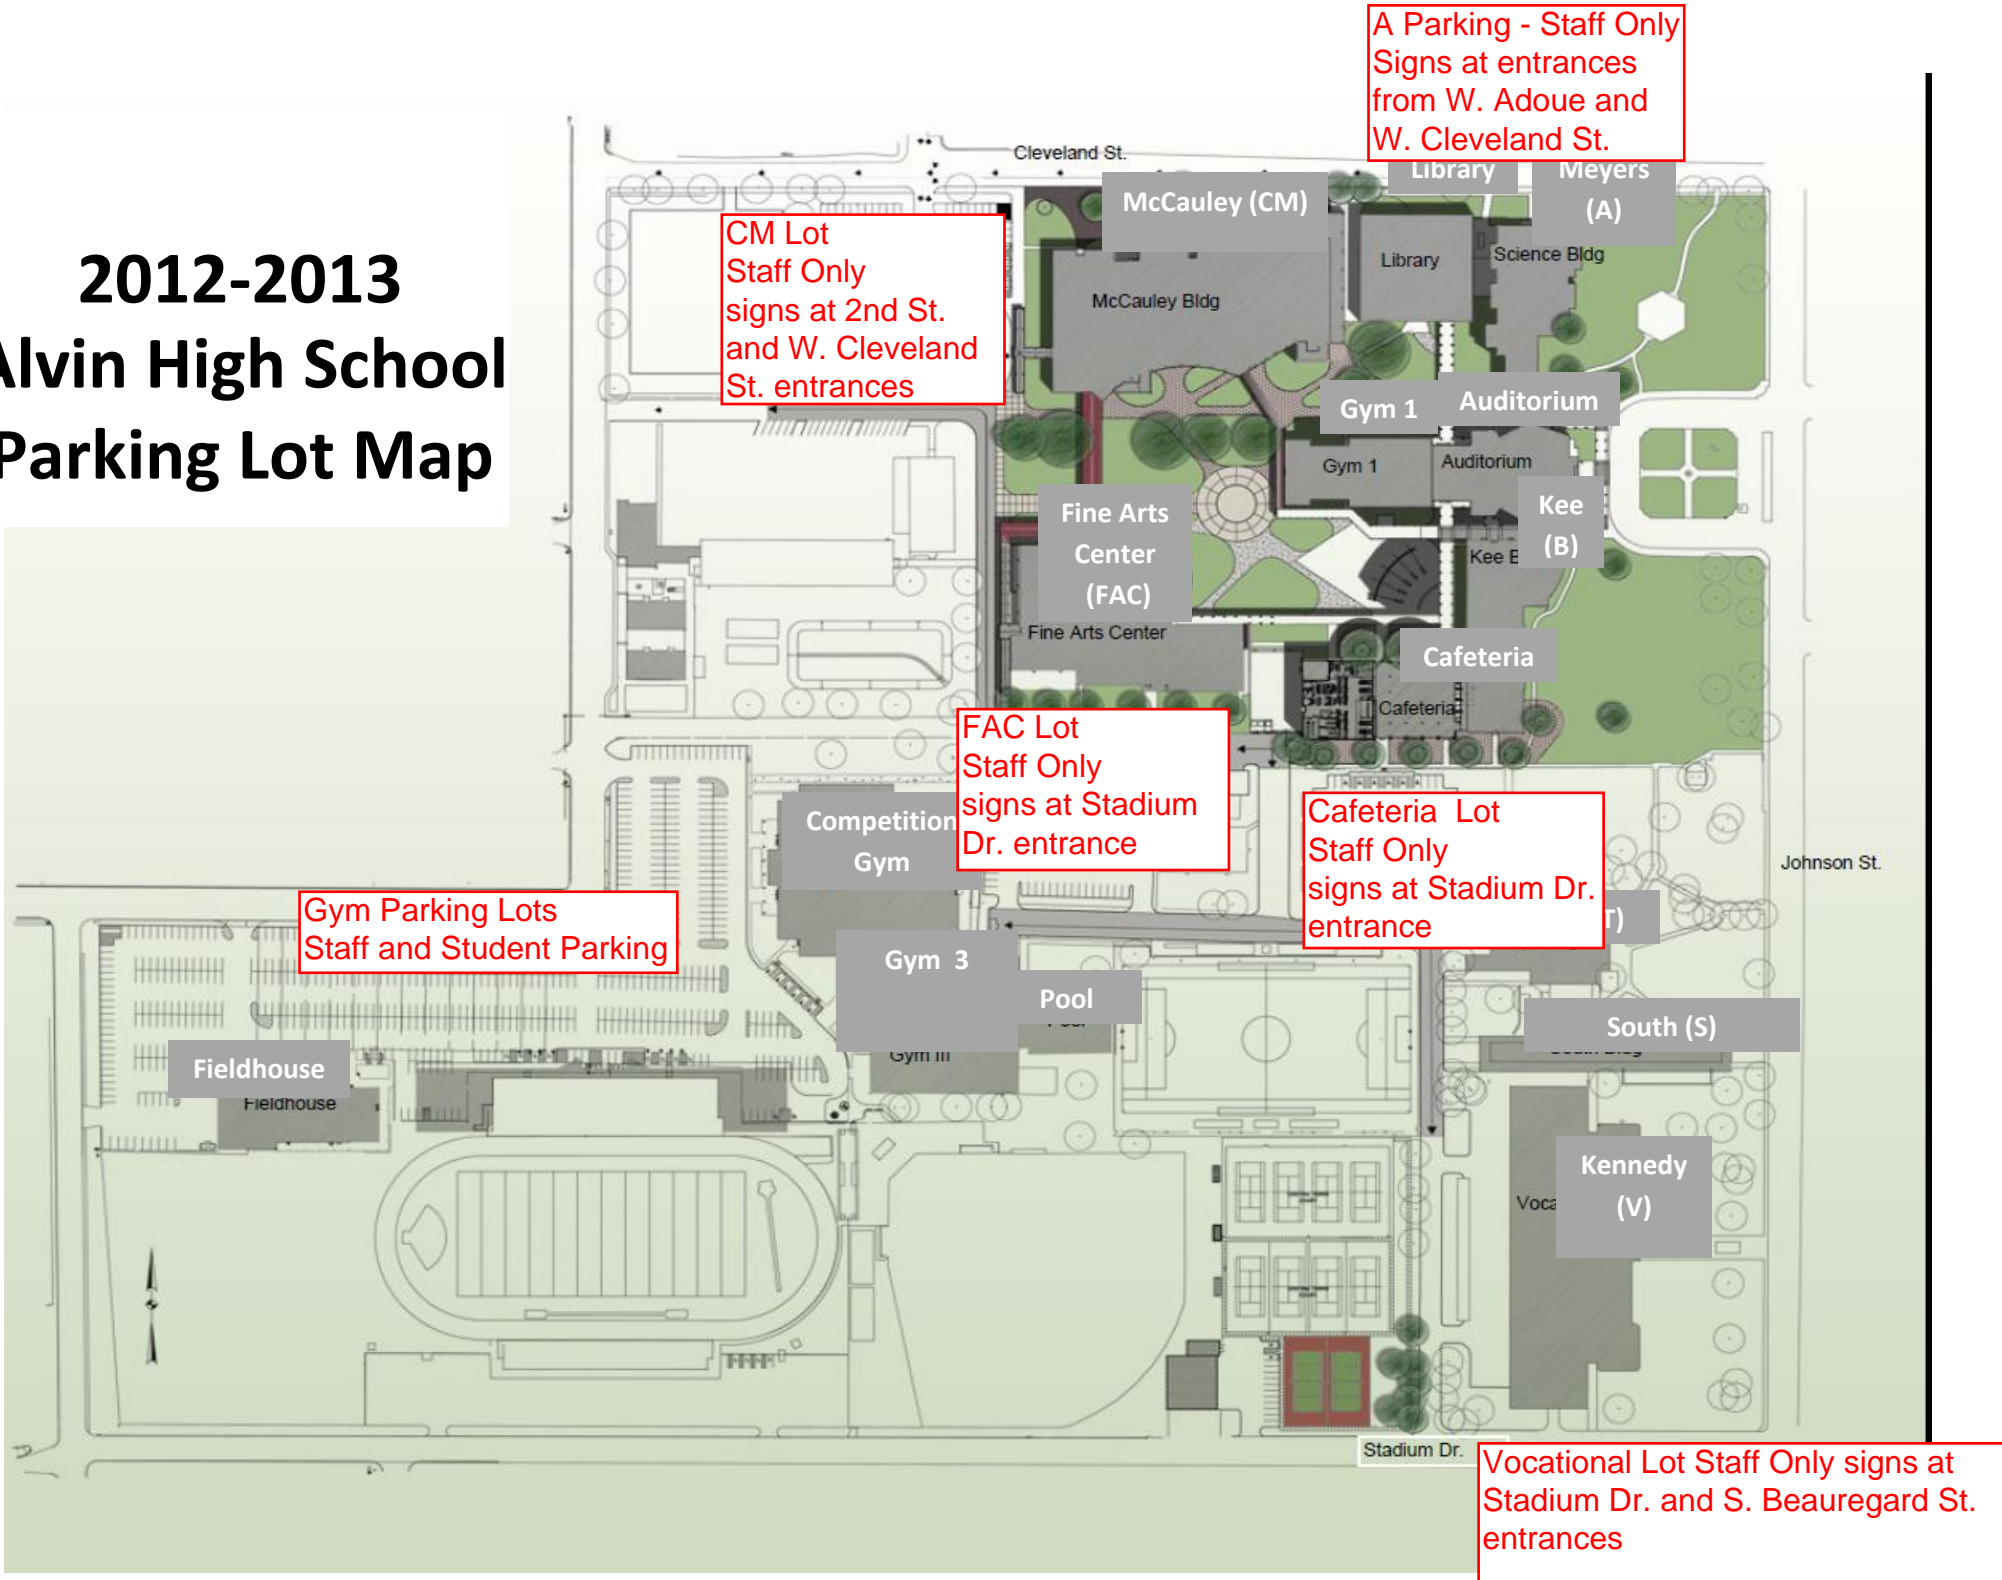 A Parking - Staff Only
Signs at entrances
from W. Adoue and
W. Cleveland St.
Cleveland St.
Library
Meyers
(A)
McCauley (CM)
CM Lot
Staff Only
signs at 2nd St.
and W. Cleveland
St. entrances
Library
Science Bldg
McCauley Bldg
2012-2013
Alvin High School
Parking Lot Map
Gym 1
Auditorium
Gym 1
Auditorium
Kee
(B)
Kee B
Fine Arts
Center
(FAC)
Fine Arts Center
Cafeteria
Cafeteria
FAC Lot
Staff Only
signs at Stadium
Dr. entrance
Cafeteria Lot
Staff Only
signs at Stadium Dr.
entrance
T)
Competition
Gym
Johnson St.
Gym Parking Lots
Staff and Student Parking
Gym 3
Pool
South (S)
Gym III
Fieldhouse
Fieldhouse
Kennedy
(V)
Voca
Stadium Dr.
Vocational Lot Staff Only signs at
Stadium Dr. and S. Beauregard St.
entrances